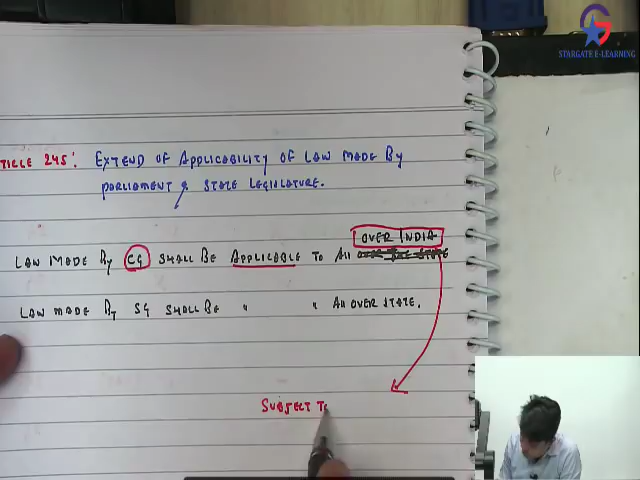 STARGATE E-LEARNING
TICLE 245: EXTEND OF APPLICABILITY OF LAW MADE BY
PARLIAMENT & STATE LEGISLATURE.
OVER INDIA
LAW MADE BY CG SHALL BE APPLICABLE TO All
LAW MADE BY SG SHALL BE " " All OVER STATE.
SUBJECT TO